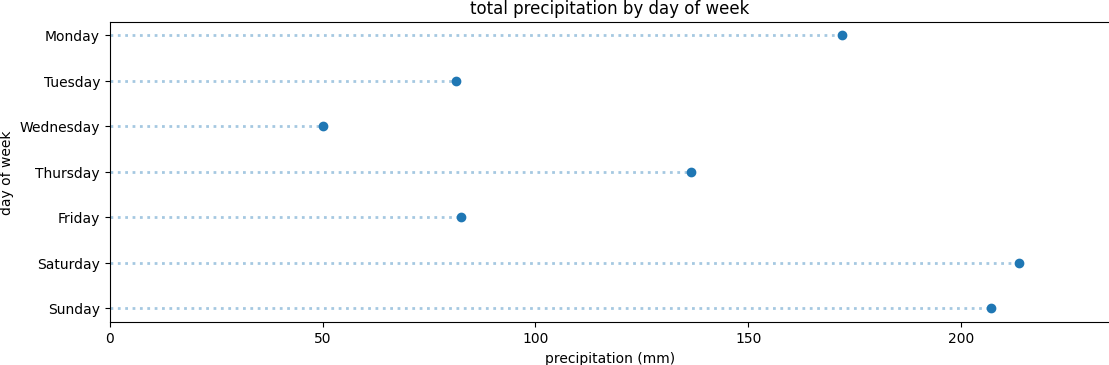 total precipitation by day of week
day of week
Monday
Tuesday
Wednesday
Thursday
Friday
Saturday
Sunday
0 50 100 150 200
precipitation (mm)